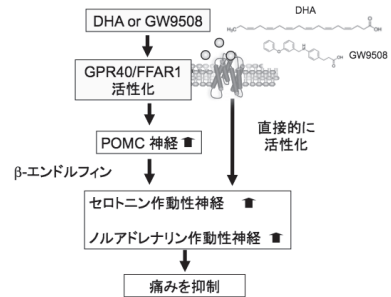 DHA or GW9508
DHA
H₃C
OH
O
GW9508
GPR40/FFAR1
活性化
直接的に
活性化
POMC 神経
β-エンドルフィン
セロトニン作動性神経
ノルアドレナリン作動性神経
痛みを抑制